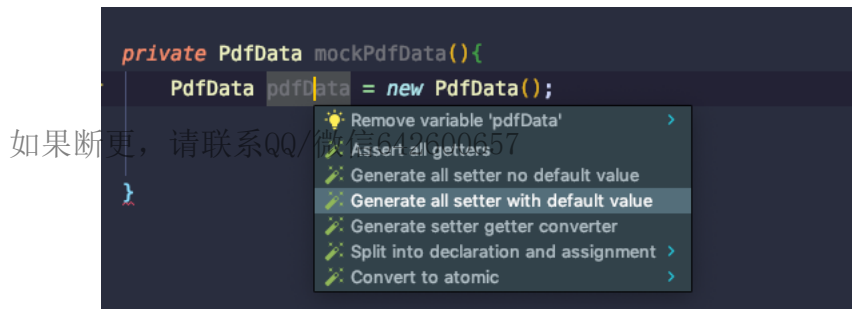 private PdfData mockPdfData(){
PdfData pdfData = new PdfData();
Remove variable 'pdfData'
如果断更，请联系QQ/微信642600657
Assert all getters
Generate all setter no default value
}
Generate all setter with default value
Generate setter getter converter
Split into declaration and assignment
Convert to atomic